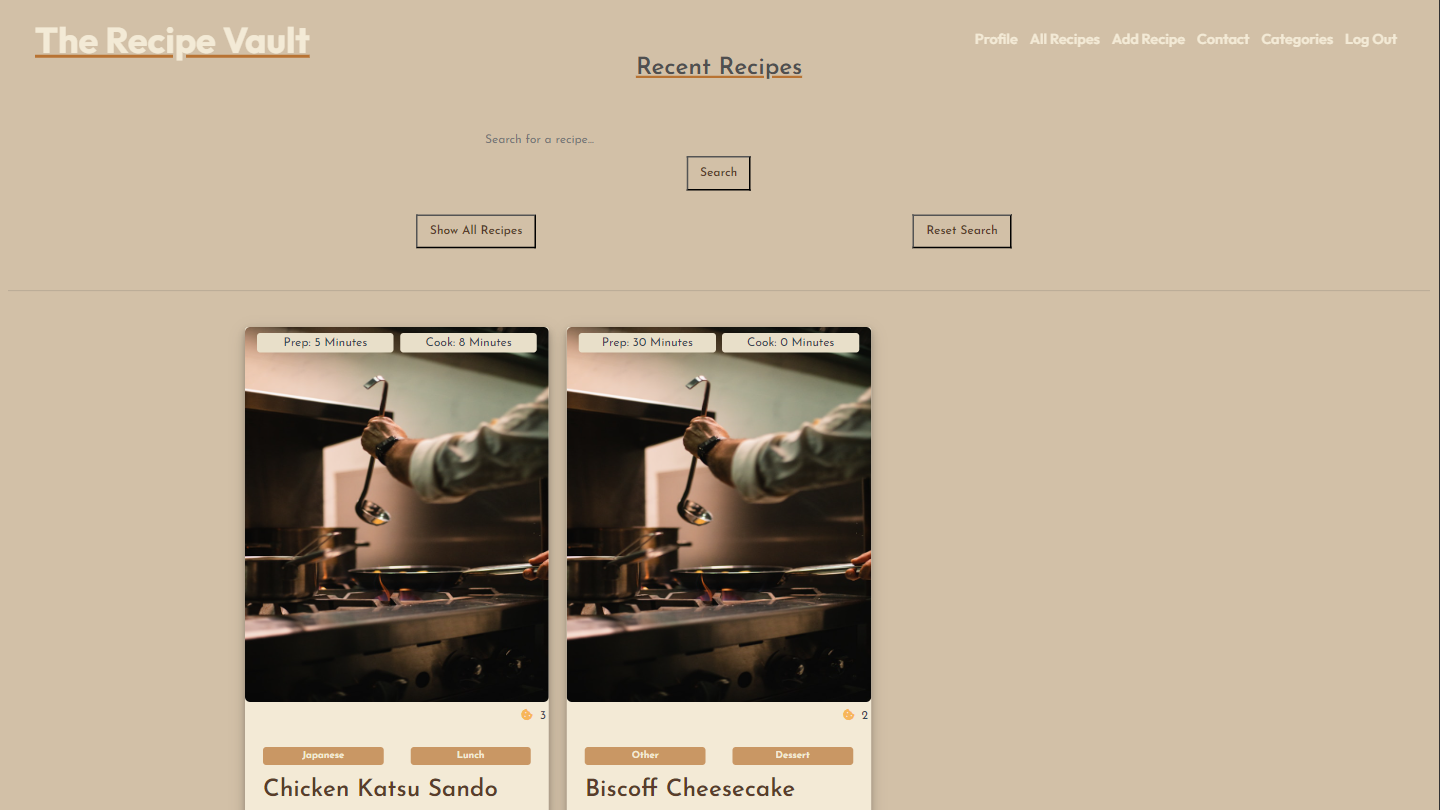 The Recipe Vault
Profile All Recipes Add Recipe Contact Categories Log Out
Recent Recipes
Search for a recipe...
Search
Show All Recipes Reset Search
Prep: 5 Minutes Cook: 8 Minutes
3
Japanese Lunch
Chicken Katsu Sando
Prep: 30 Minutes Cook: 0 Minutes
2
Other Dessert
Biscoff Cheesecake